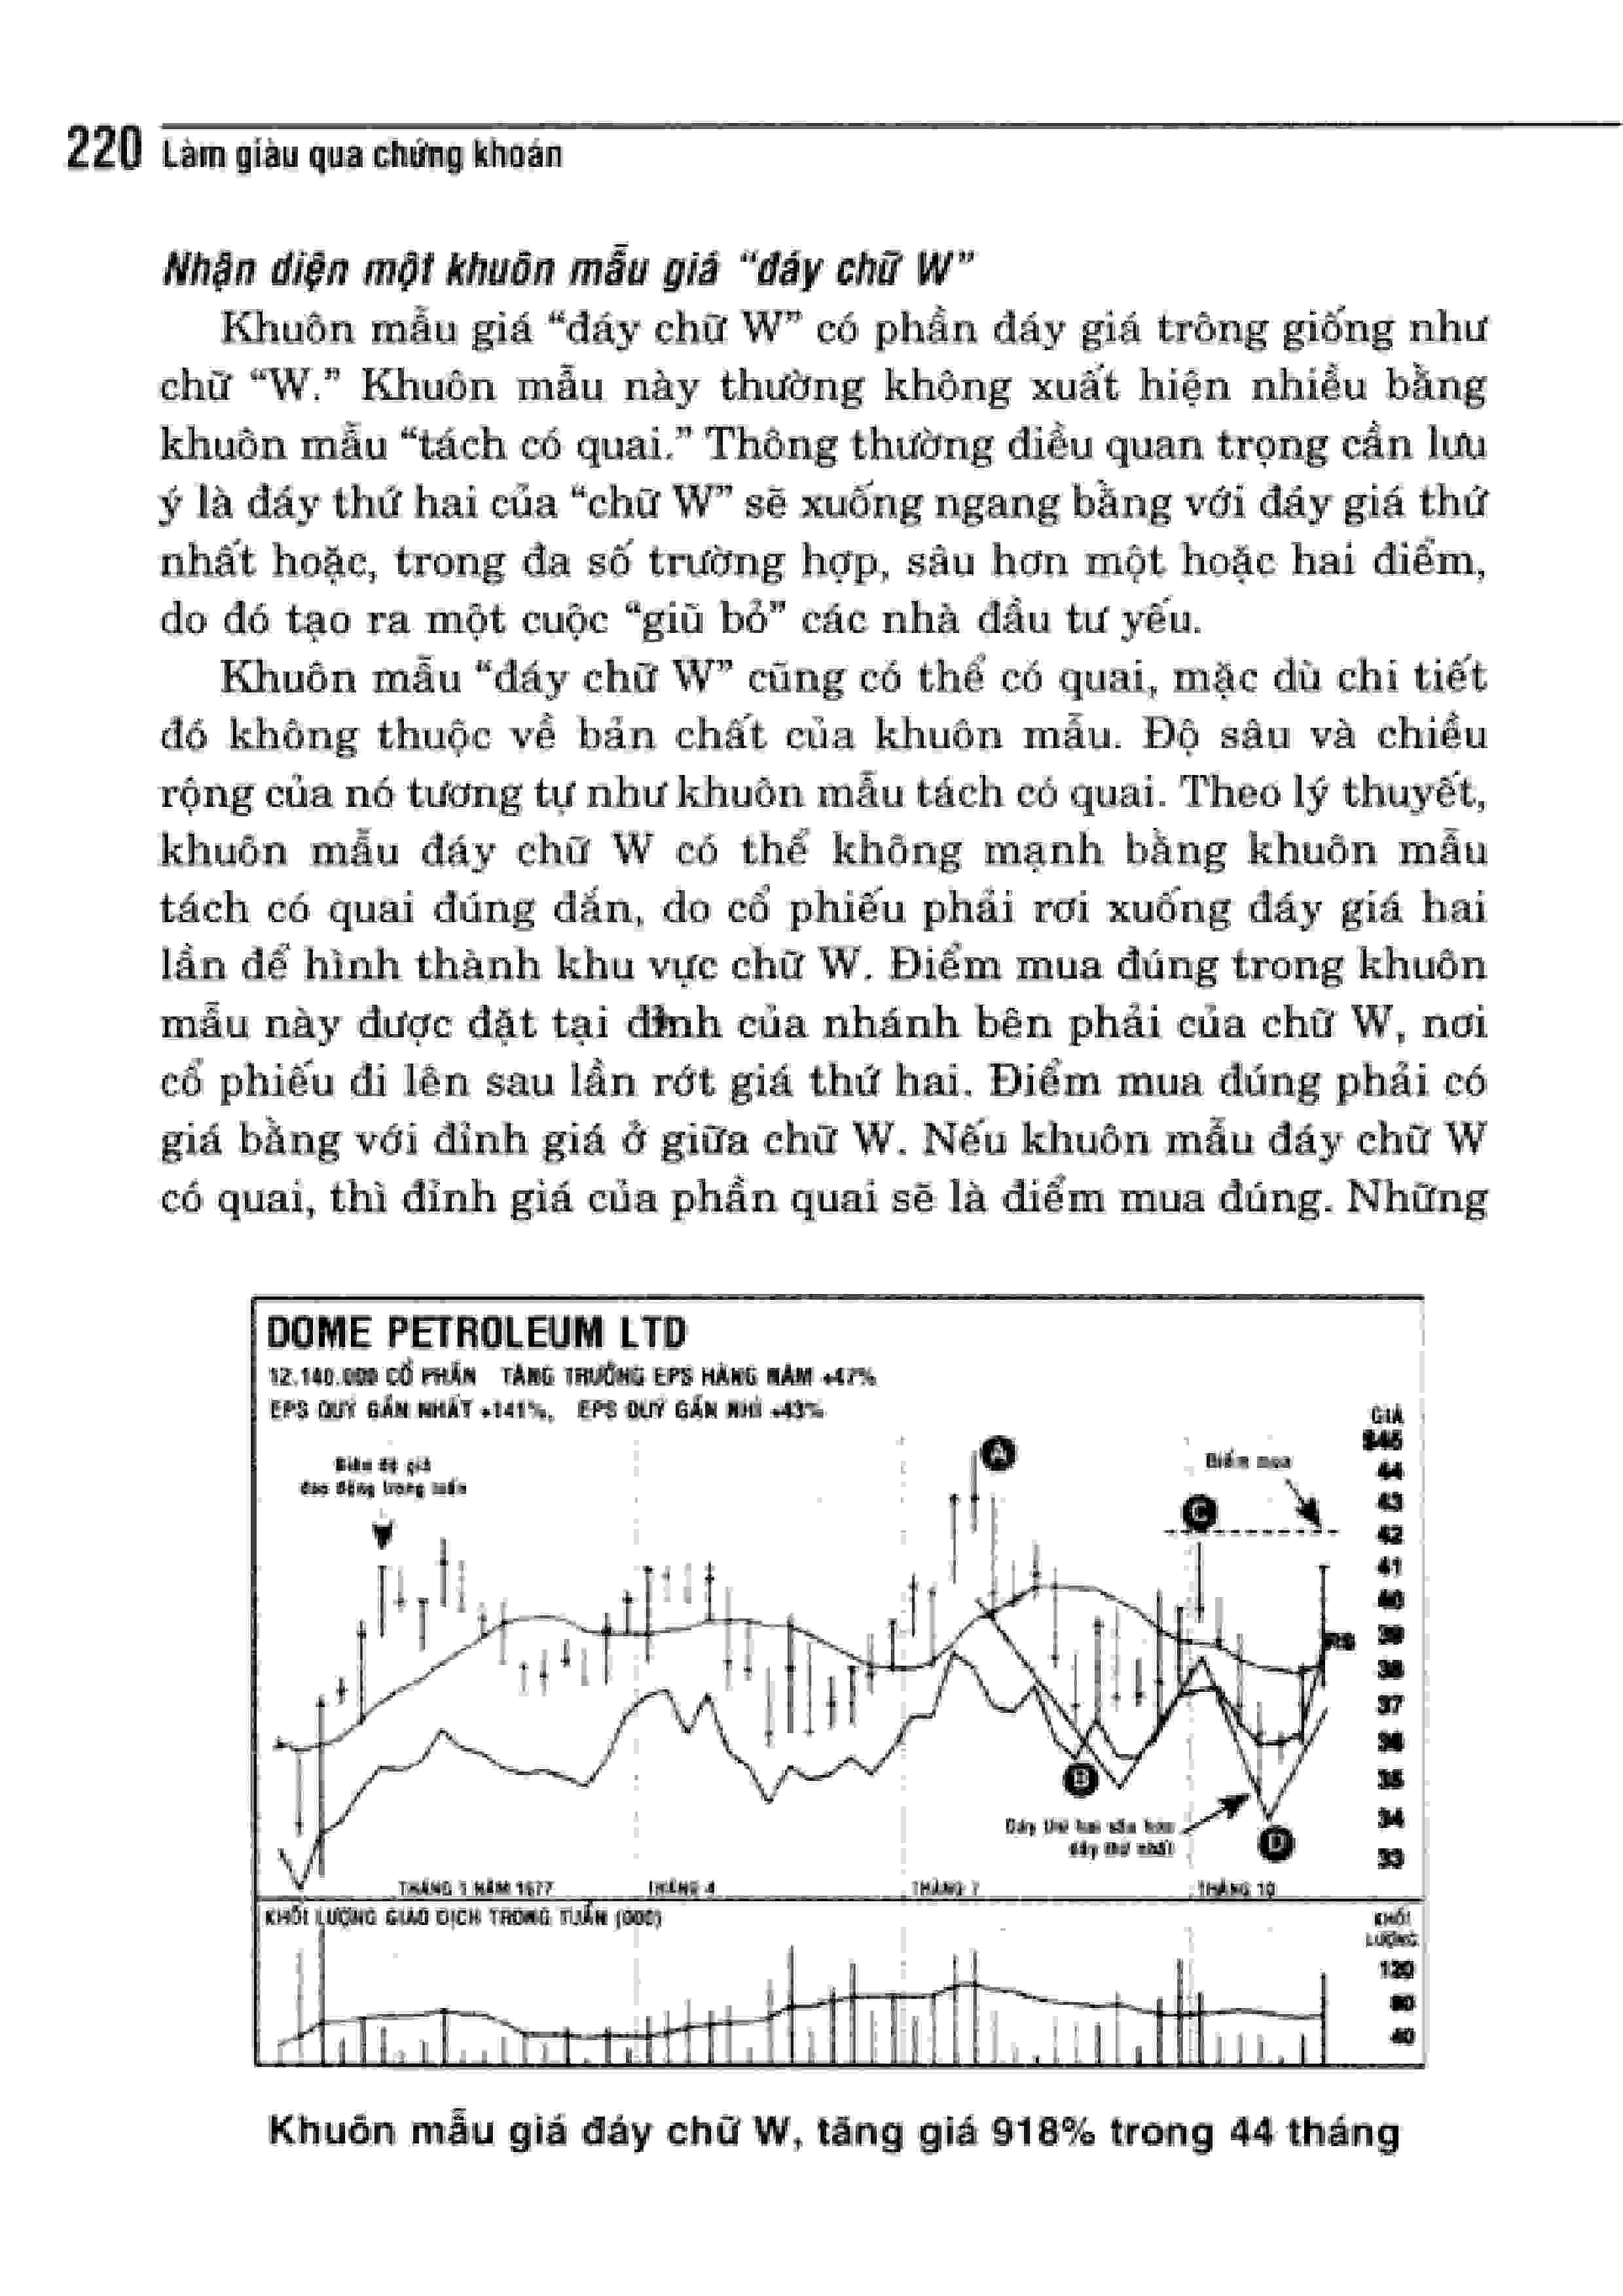 220 Làm giàu qua chứng khoán
Nhận diện một khuôn mẫu giá “đáy chữ W”
Khuôn mẫu giá “đáy chữ W” có phần đáy giá trông giống như
chữ “W.” Khuôn mẫu này thường không xuất hiện nhiều bằng
khuôn mẫu “tách có quai.” Thông thường điều quan trọng cần lưu
ý là đáy thứ hai của “chữ W” sẽ xuống ngang bằng với đáy giá thứ
nhất hoặc, trong đa số trường hợp, sâu hơn một hoặc hai điểm,
do đó tạo ra một cuộc “giũ bỏ” các nhà đầu tư yếu.
Khuôn mẫu “đáy chữ W” cũng có thể có quai, mặc dù chi tiết
đó không thuộc về bản chất của khuôn mẫu. Độ sâu và chiều
rộng của nó tương tự như khuôn mẫu tách có quai. Theo lý thuyết,
khuôn mẫu đáy chữ W có thể không mạnh bằng khuôn mẫu
tách có quai đúng đắn, do cổ phiếu phải rơi xuống đáy giá hai
lần để hình thành khu vực chữ W. Điểm mua đúng trong khuôn
mẫu này được đặt tại đỉnh của nhánh bên phải của chữ W, nơi
cổ phiếu đi lên sau lần rớt giá thứ hai. Điểm mua đúng phải có
giá bằng với đỉnh giá ở giữa chữ W. Nếu khuôn mẫu đáy chữ W
có quai, thì đỉnh giá của phần quai sẽ là điểm mua đúng. Những
DOME PETROLEUM LTD
12.140.000 CỔ PHẦN TĂNG TRƯỞNG EPS HÀNG NĂM +47%
EPS QUÝ GẦN NHẤT +141%, EPS QUÝ GẦN NHÌ +43%
GIÁ
$45
Biên độ giá
dao động trong tuần
A
Điểm mua
44
43
C
42
41
40
39
RS
38
37
36
B
35
34
Đáy thứ hai sâu hơn
đáy thứ nhất
D
33
THÁNG 1 NĂM 1977 THÁNG 4 THÁNG 7 THÁNG 10
KHỐI LƯỢNG GIAO DỊCH TRONG TUẦN (000)
KHỐI
LƯỢNG
120
80
40
Khuôn mẫu giá đáy chữ W, tăng giá 918% trong 44 tháng